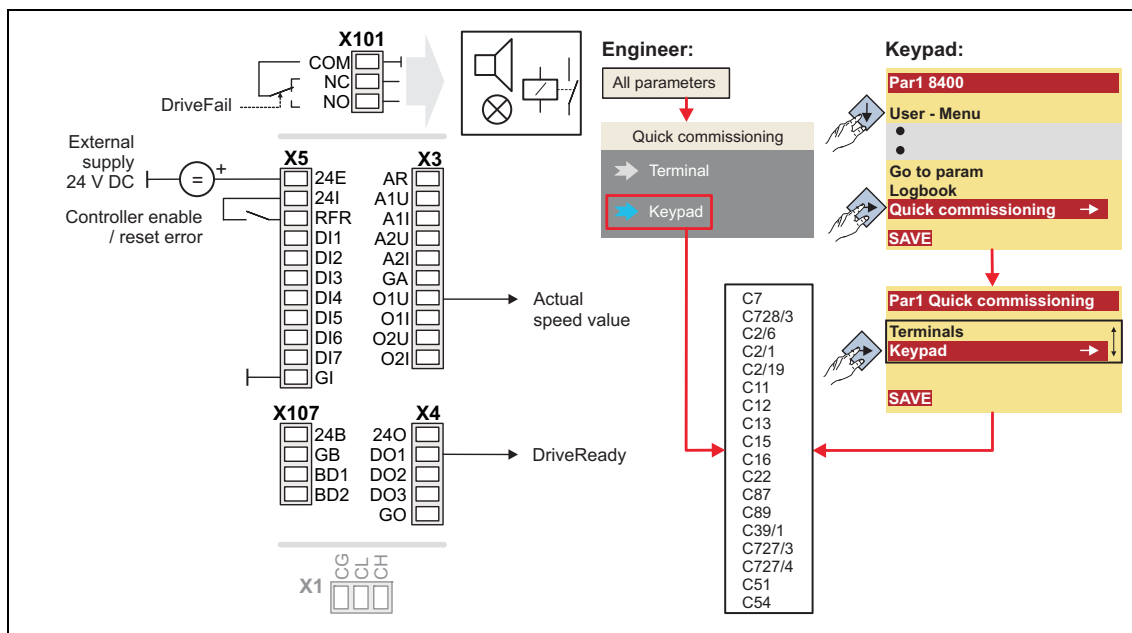 X101
COM
NC
NO
DriveFail
External
supply
24 V DC
=
+
Controller enable
/ reset error
X5
24E
24I
RFR
DI1
DI2
DI3
DI4
DI5
DI6
DI7
GI
X3
AR
A1U
A1I
A2U
A2I
GA
O1U
O1I
O2U
O2I
Actual
speed value
X107
24B
GB
BD1
BD2
X4
24O
DO1
DO2
DO3
GO
DriveReady
X1
CG
CL
CH
Engineer:
All parameters
Quick commissioning
Terminal
Keypad
C7
C728/3
C2/6
C2/1
C2/19
C11
C12
C13
C15
C16
C22
C87
C89
C39/1
C727/3
C727/4
C51
C54
Keypad:
Par1 8400
User - Menu
Go to param
Logbook
Quick commissioning
SAVE
Par1 Quick commissioning
Terminals
Keypad
SAVE